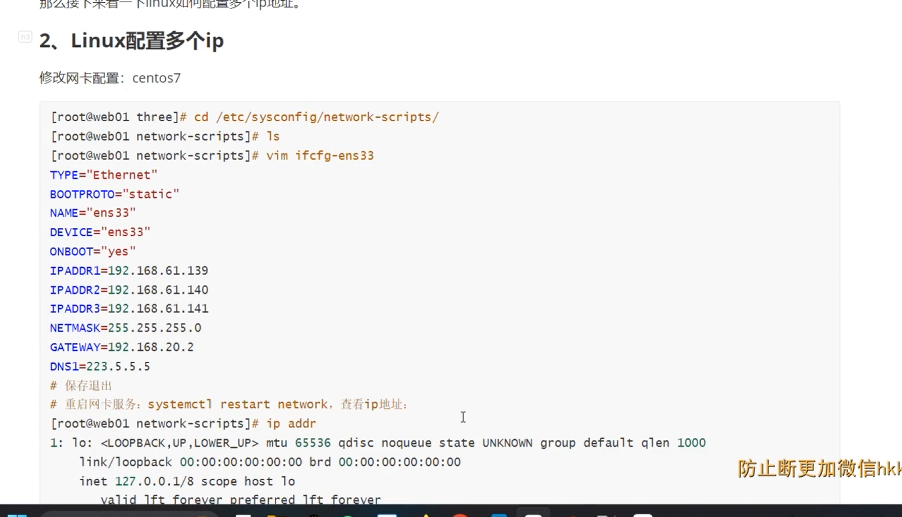 那么接下来看一下linux如何配置多个ip地址。
2、Linux配置多个ip
修改网卡配置：centos7
[root@web01 three]# cd /etc/sysconfig/network-scripts/
[root@web01 network-scripts]# ls
[root@web01 network-scripts]# vim ifcfg-ens33
TYPE="Ethernet"
BOOTPROTO="static"
NAME="ens33"
DEVICE="ens33"
ONBOOT="yes"
IPADDR1=192.168.61.139
IPADDR2=192.168.61.140
IPADDR3=192.168.61.141
NETMASK=255.255.255.0
GATEWAY=192.168.20.2
DNS1=223.5.5.5
# 保存退出
# 重启网卡服务：systemctl restart network，查看ip地址：
[root@web01 network-scripts]# ip addr
1: lo: <LOOPBACK,UP,LOWER_UP> mtu 65536 qdisc noqueue state UNKNOWN group default qlen 1000
link/loopback 00:00:00:00:00:00 brd 00:00:00:00:00:00
inet 127.0.0.1/8 scope host lo
valid_lft forever preferred_lft forever
防止断更加微信hkk